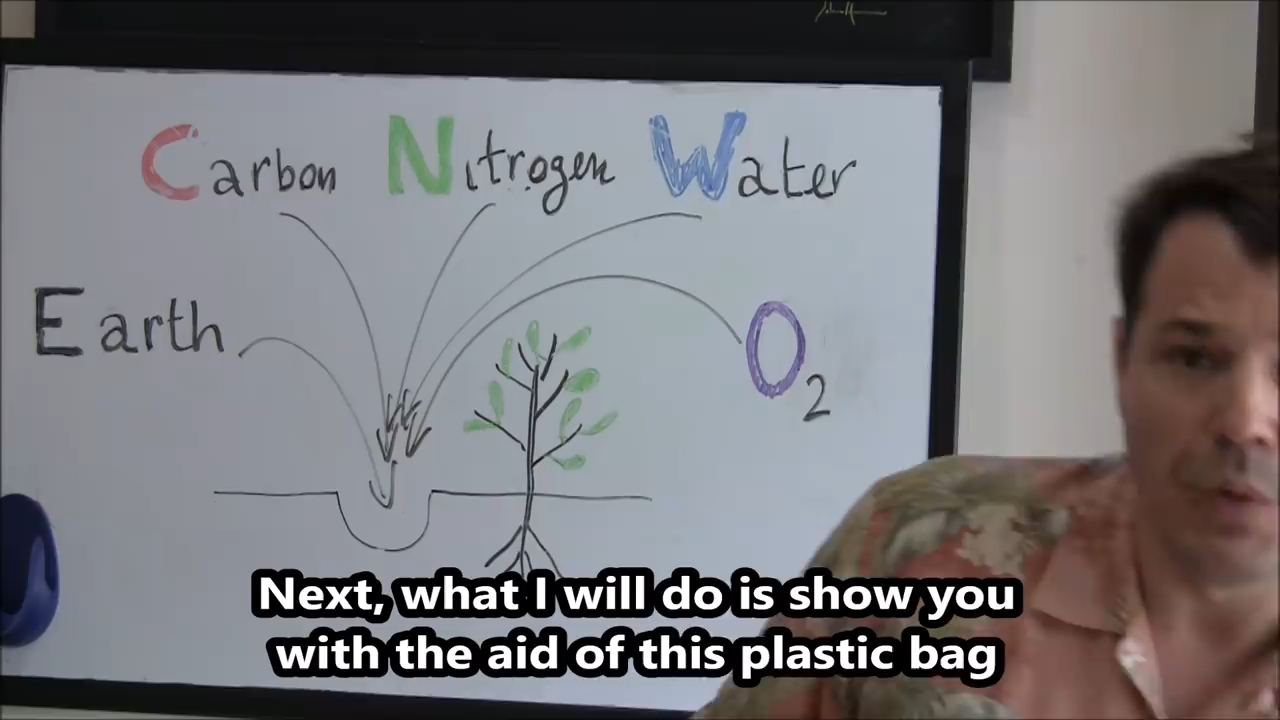 Carbon Nitrogen Water
Earth
O2
Next, what I will do is show you
with the aid of this plastic bag